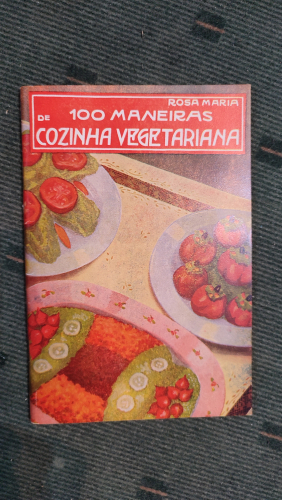 ROSA MARIA
100 MANEIRAS
DE
COZINHA VEGETARIANA